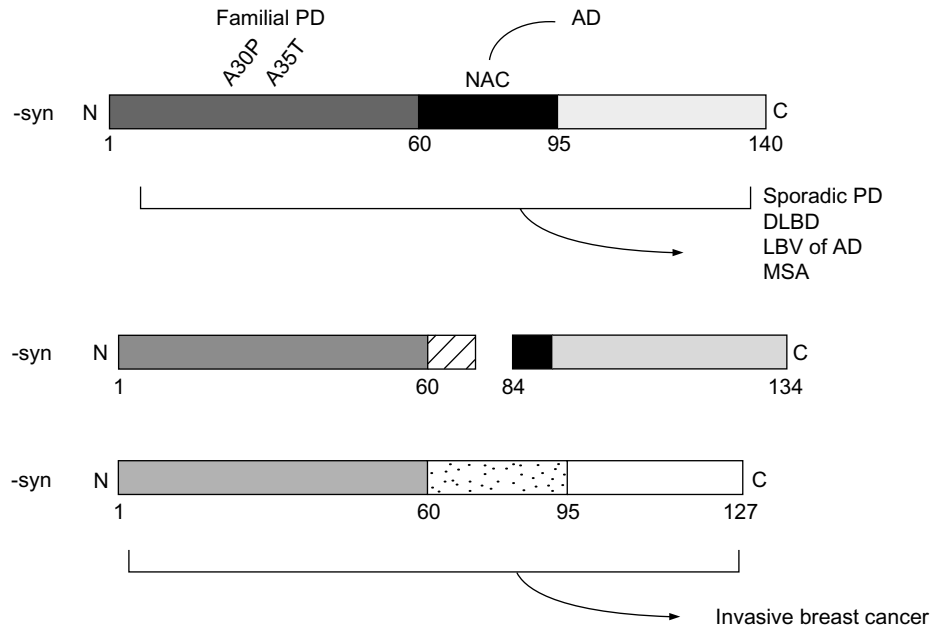 Familial PD
AD
A30P A35T
NAC
-syn N C
1 60 95 140
Sporadic PD
DLBD
LBV of AD
MSA
-syn N C
1 60 84 134
-syn N C
1 60 95 127
Invasive breast cancer